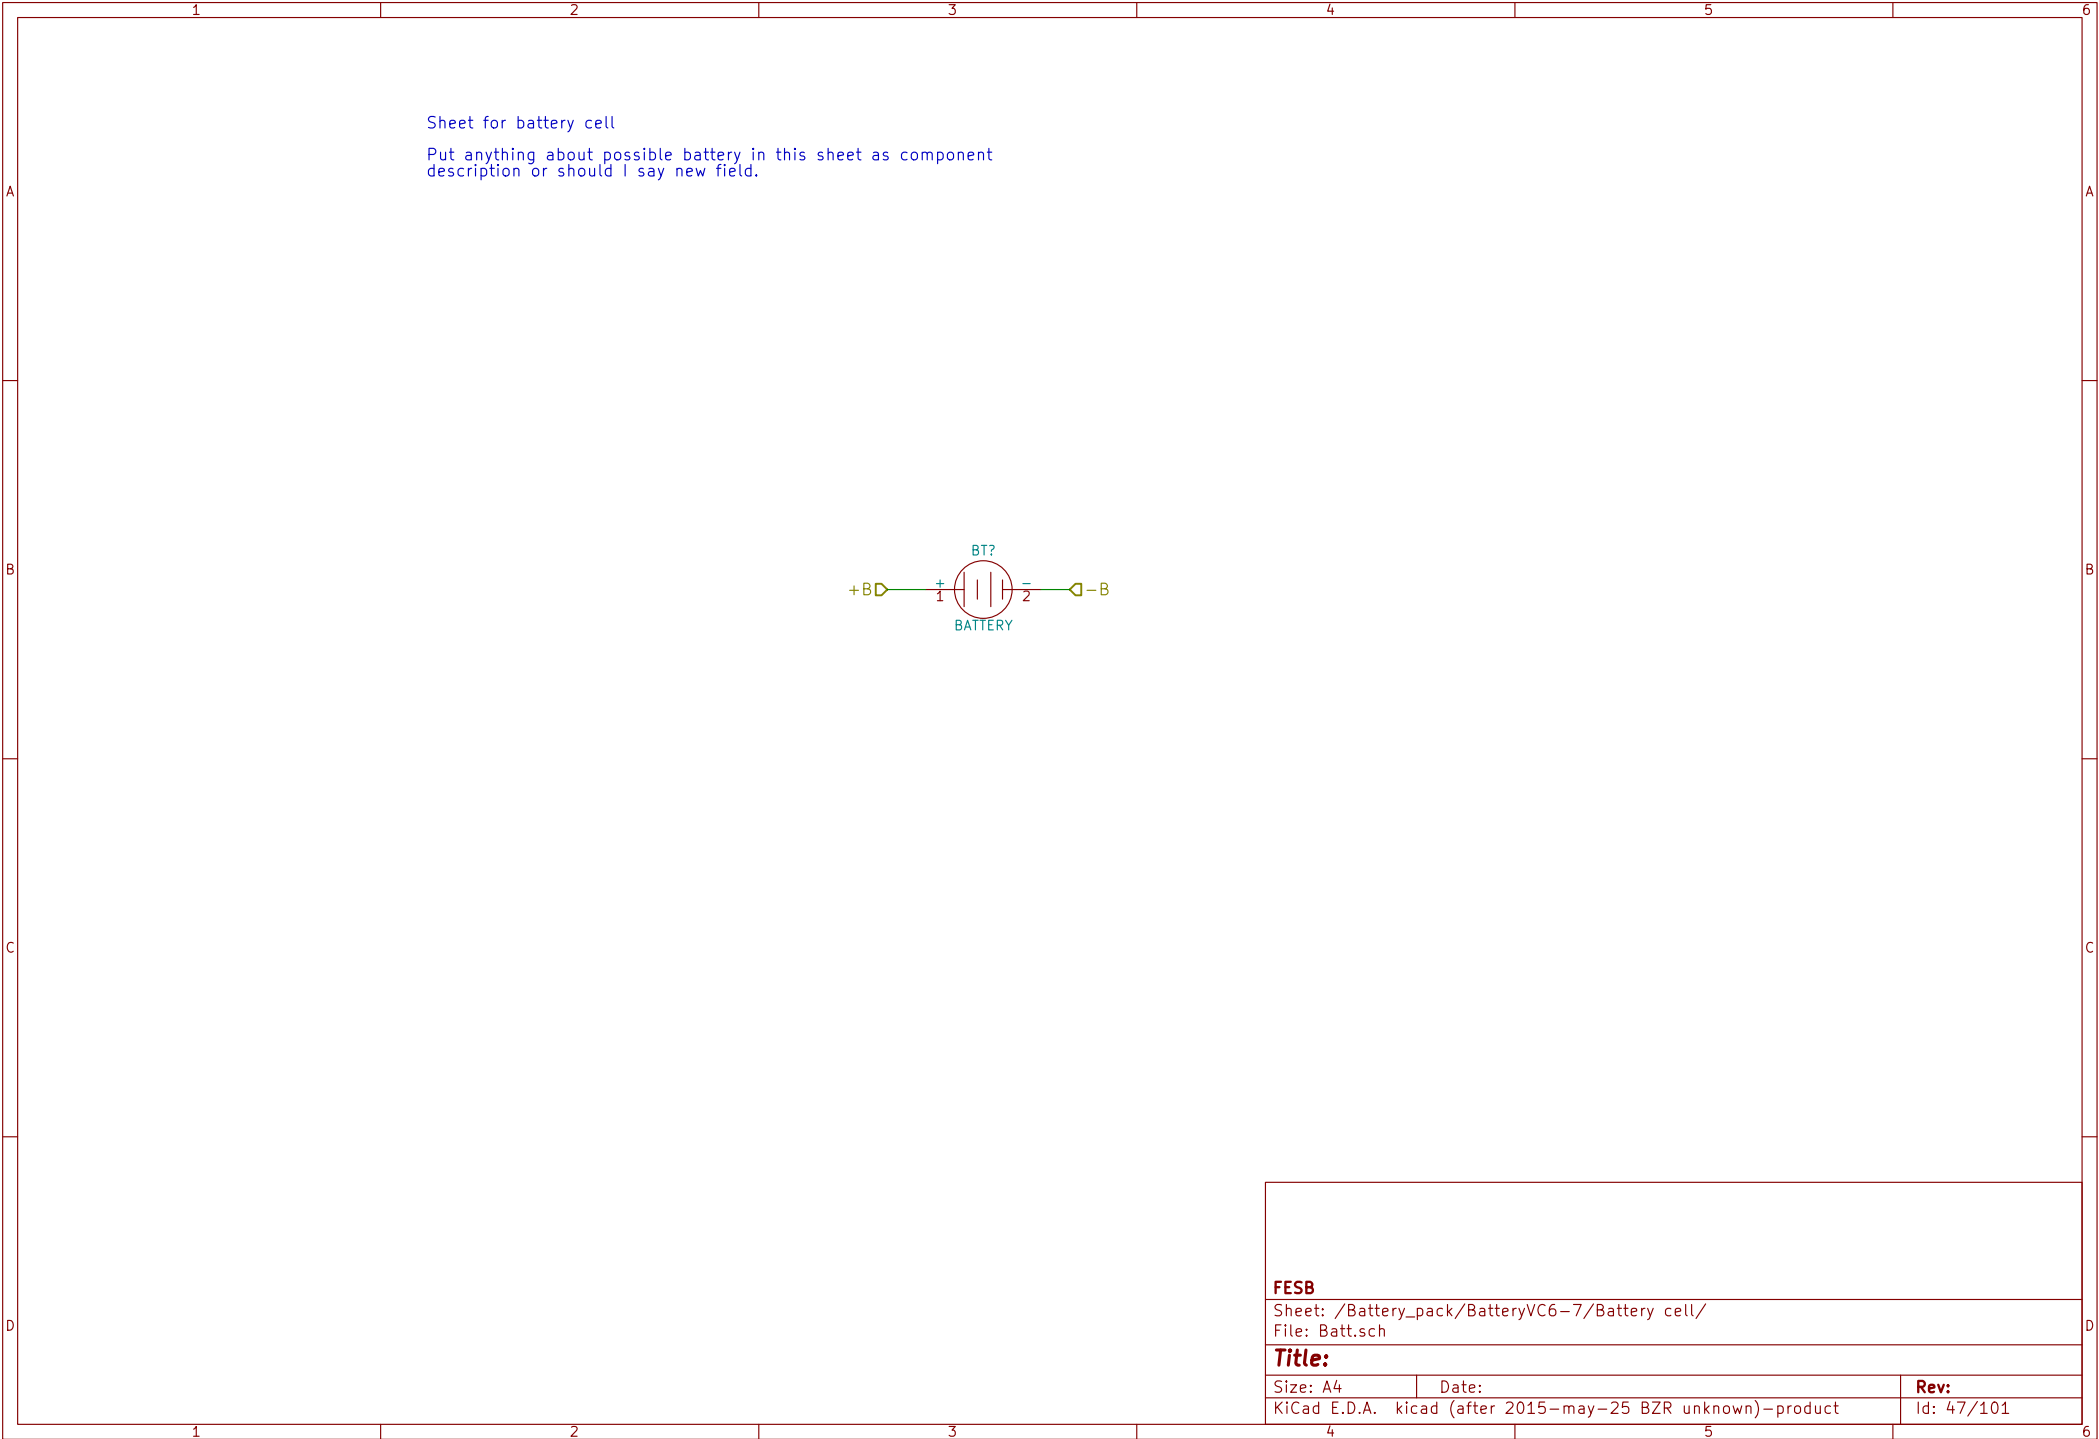 1 2 3 4 5 6
Sheet for battery cell
Put anything about possible battery in this sheet as component
description or should I say new field.
A A
BT?
B +B + 1 - 2 -B B
BATTERY
C C
FESB
Sheet: /Battery_pack/BatteryVC6-7/Battery cell/
File: Batt.sch
D D
Title:
Size: A4 Date: Rev:
KiCad E.D.A. kicad (after 2015-may-25 BZR unknown)-product Id: 47/101
1 2 3 4 5 6